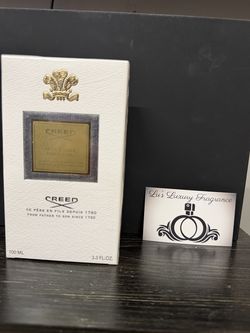 CREED
CREED
DE PÈRE EN FILS DEPUIS 1760
FROM FATHER TO SON SINCE 1760
100 ML
3.3 FL.OZ.
Lu's Luxury Fragrance